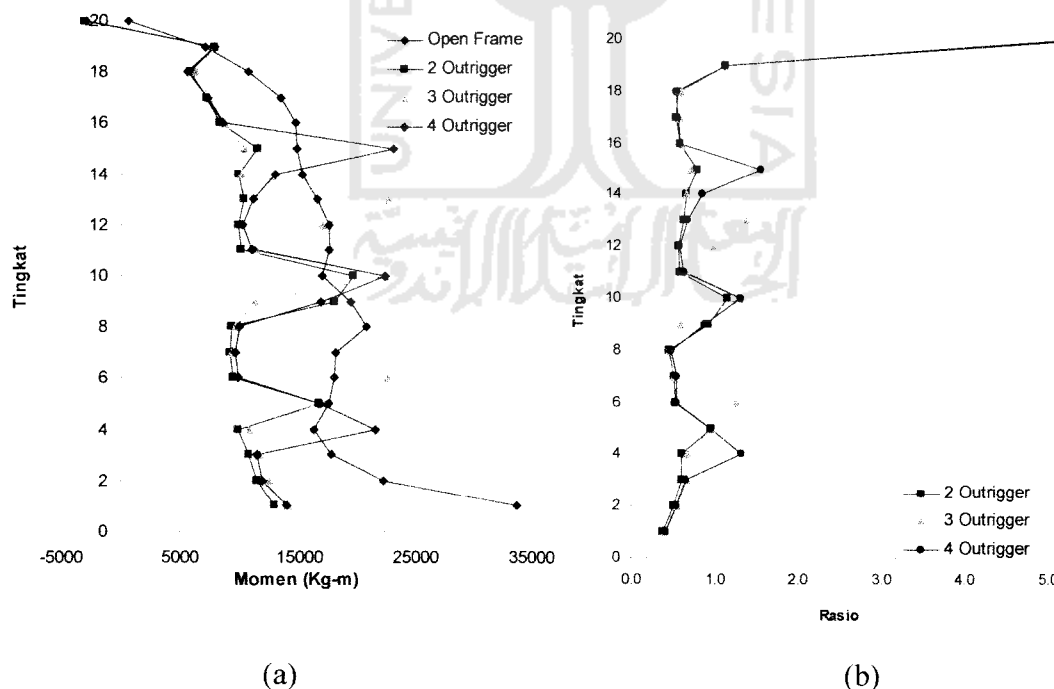 20
18
16
14
12
10
8
6
4
2
0
Tingkat
-5000
5000
15000
25000
35000
Momen (Kg-m)
Open Frame
2 Outrigger
3 Outrigger
4 Outrigger
(a)
UNIVE
ESIA
20
18
16
14
12
10
8
6
4
2
0
Tingkat
0.0
1.0
2.0
3.0
4.0
5.0
Rasio
2 Outrigger
3 Outrigger
4 Outrigger
(b)